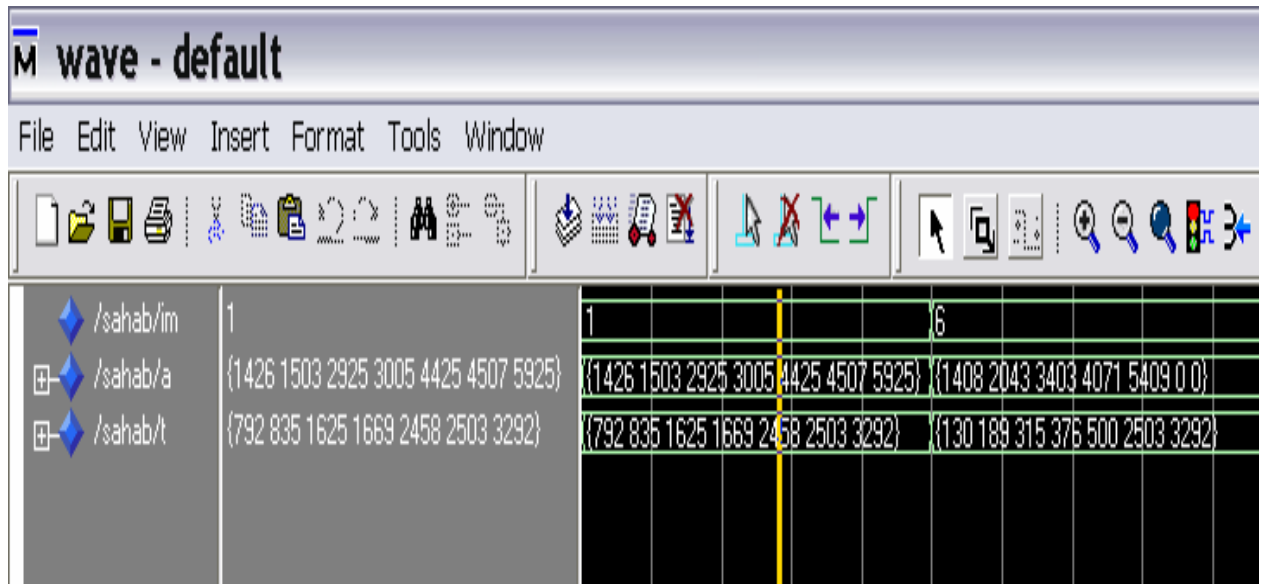 M wave - default
File Edit View Insert Format Tools Window
/sahab/im 1 1 6
/sahab/a {1426 1503 2925 3005 4425 4507 5925} {1426 1503 2925 3005 4425 4507 5925} {1408 2043 3403 4071 5409 0 0}
/sahab/t {792 835 1625 1669 2458 2503 3292} {792 835 1625 1669 2458 2503 3292} {130 189 315 376 500 2503 3292}